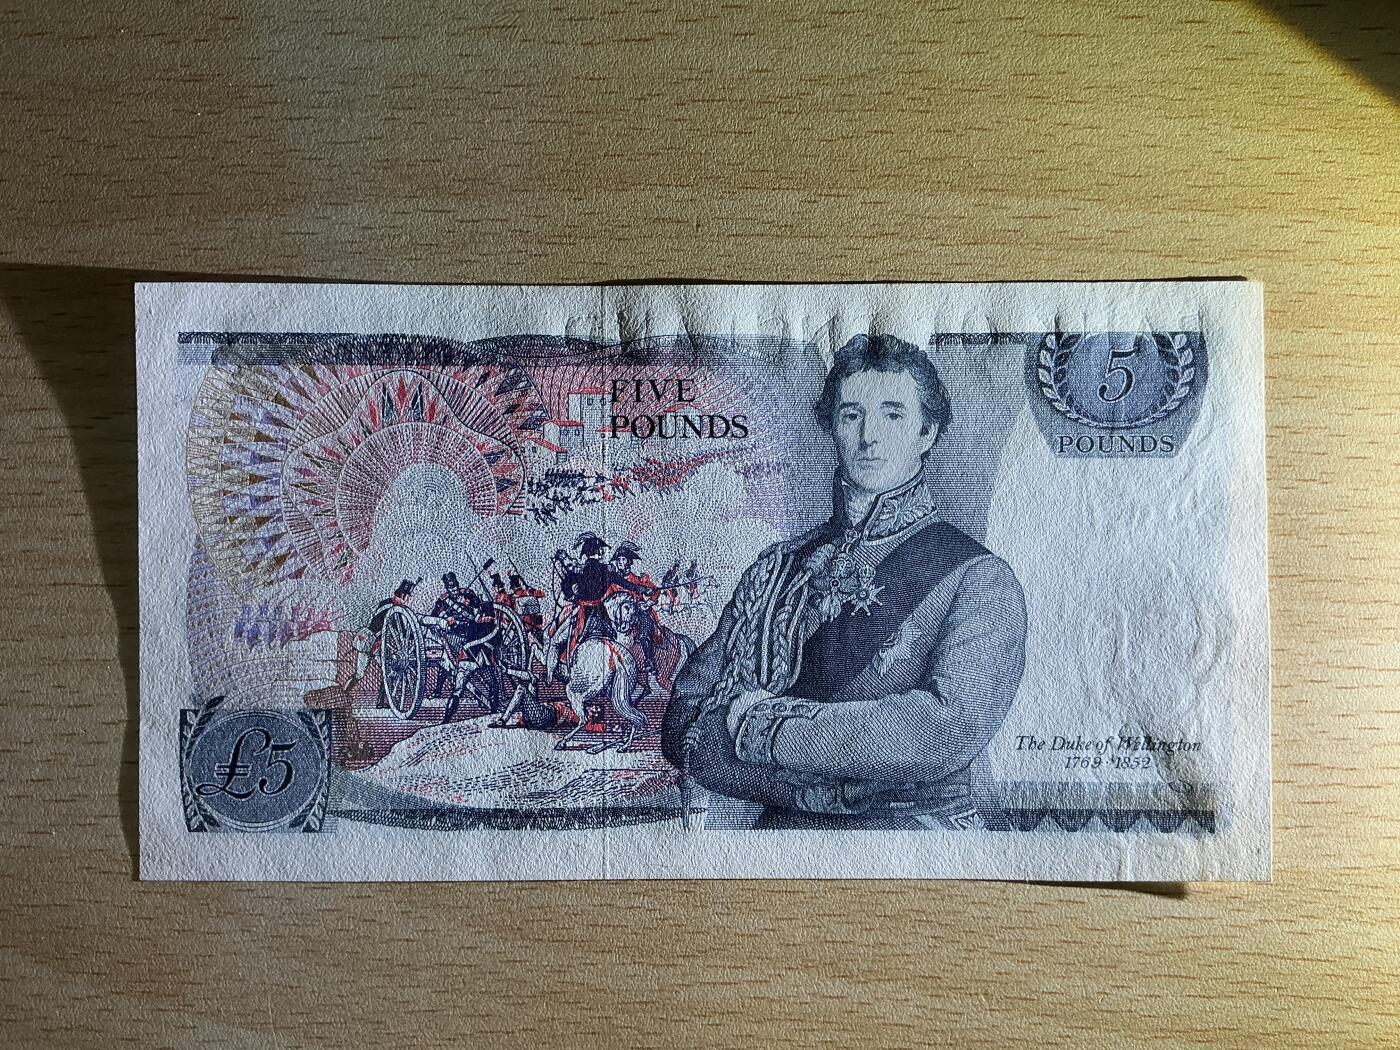 FIVE
POUNDS
5
POUNDS
£5
The Duke of Wellington
1769-1852